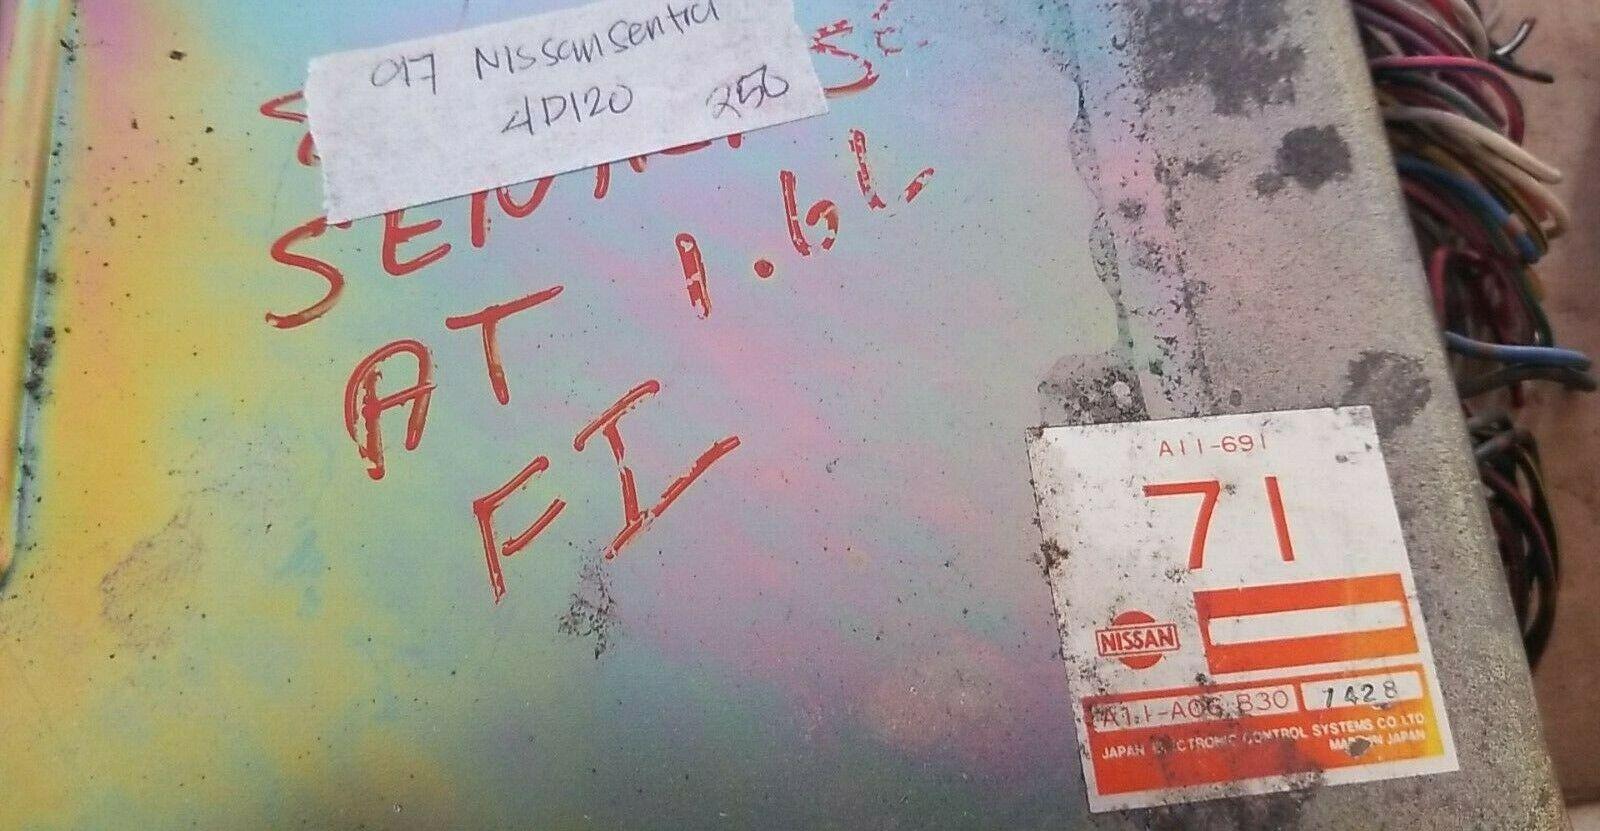 017 Nissan Sentra
4D120 250
AT 1.6L
FI
A11-691
71
NISSAN
A11-A06 B30 7428
JAPAN ELECTRONIC CONTROL SYSTEMS CO LTD
MADE IN JAPAN